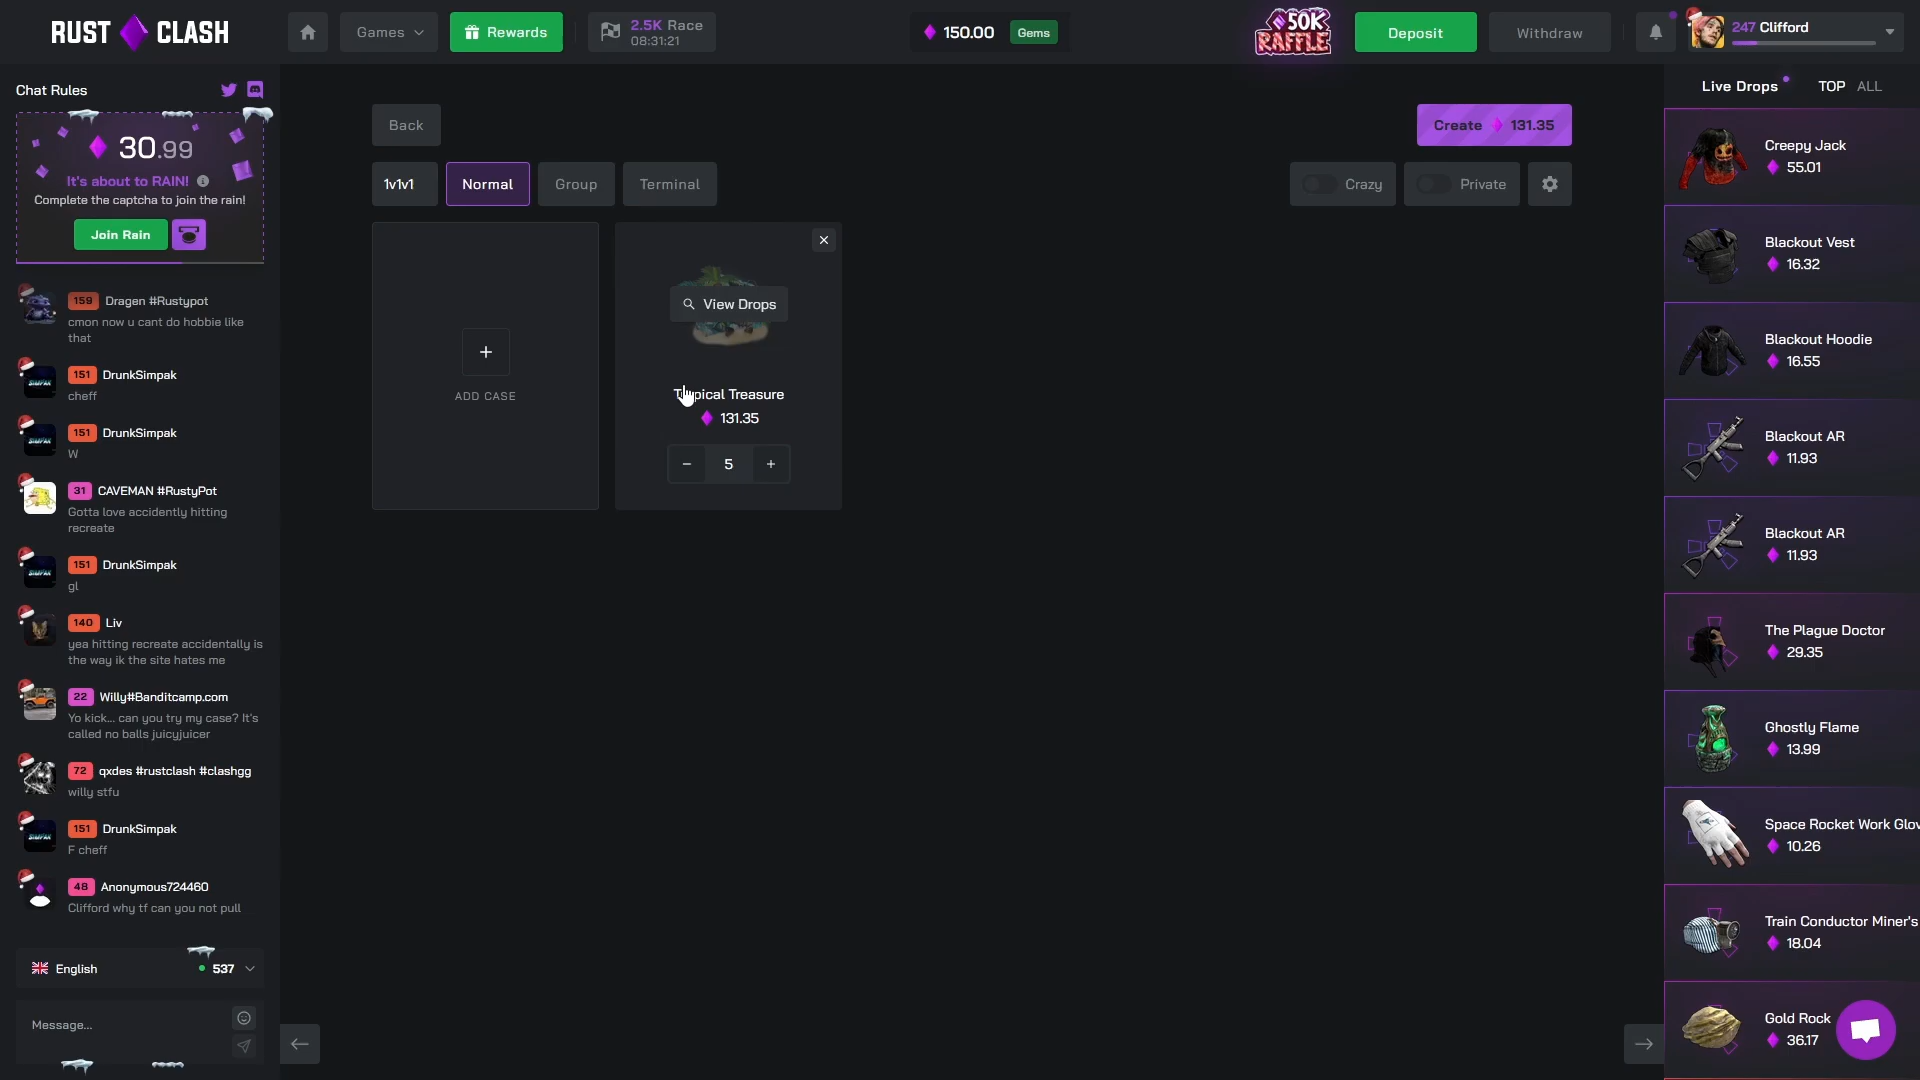 RUST CLASH
Games
Rewards
2.5K Race
08:31:21
150.00
Gems
50K
RAFFLE
Deposit
Withdraw
247 Clifford
Chat Rules
30.99
It's about to RAIN!
Complete the captcha to join the rain!
Join Rain
159 Dragen #Rustypot
cmon now u cant do hobbie like
that
151 DrunkSimpak
cheff
151 DrunkSimpak
W
31 CAVEMAN #RustyPot
Gotta love accidently hitting
recreate
151 DrunkSimpak
gl
140 Liv
yea hitting recreate accidentally is
the way ik the site hates me
22 Willy#Banditcamp.com
Yo kick... can you try my case? It's
called no balls juicyjuicer
72 qxdes #rustclash #clashgg
willy stfu
151 DrunkSimpak
F cheff
48 Anonymous724460
Clifford why tf can you not pull
English
537
Message...
Back
Create 131.35
1v1v1
Normal
Group
Terminal
Crazy
Private
ADD CASE
View Drops
Tropical Treasure
131.35
5
Live Drops
TOP
ALL
Creepy Jack
55.01
Blackout Vest
16.32
Blackout Hoodie
16.55
Blackout AR
11.93
Blackout AR
11.93
The Plague Doctor
29.35
Ghostly Flame
13.99
Space Rocket Work Glov
10.26
Train Conductor Miner's
18.04
Gold Rock
36.17